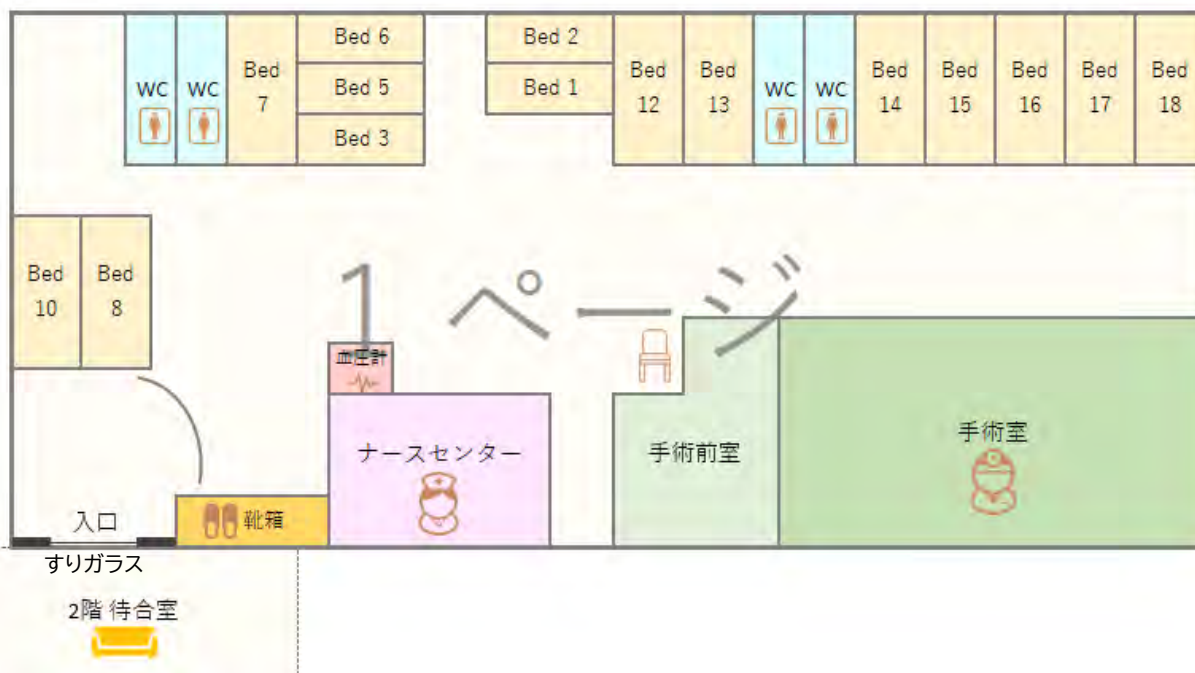 Bed 6
Bed 2
WC
WC
Bed
7
Bed 5
Bed 1
Bed
12
Bed
13
WC
WC
Bed
14
Bed
15
Bed
16
Bed
17
Bed
18
Bed 3
Bed
10
Bed
8
1 ページ
血圧計
ナースセンター
手術前室
手術室
入口
靴箱
すりガラス
2階 待合室